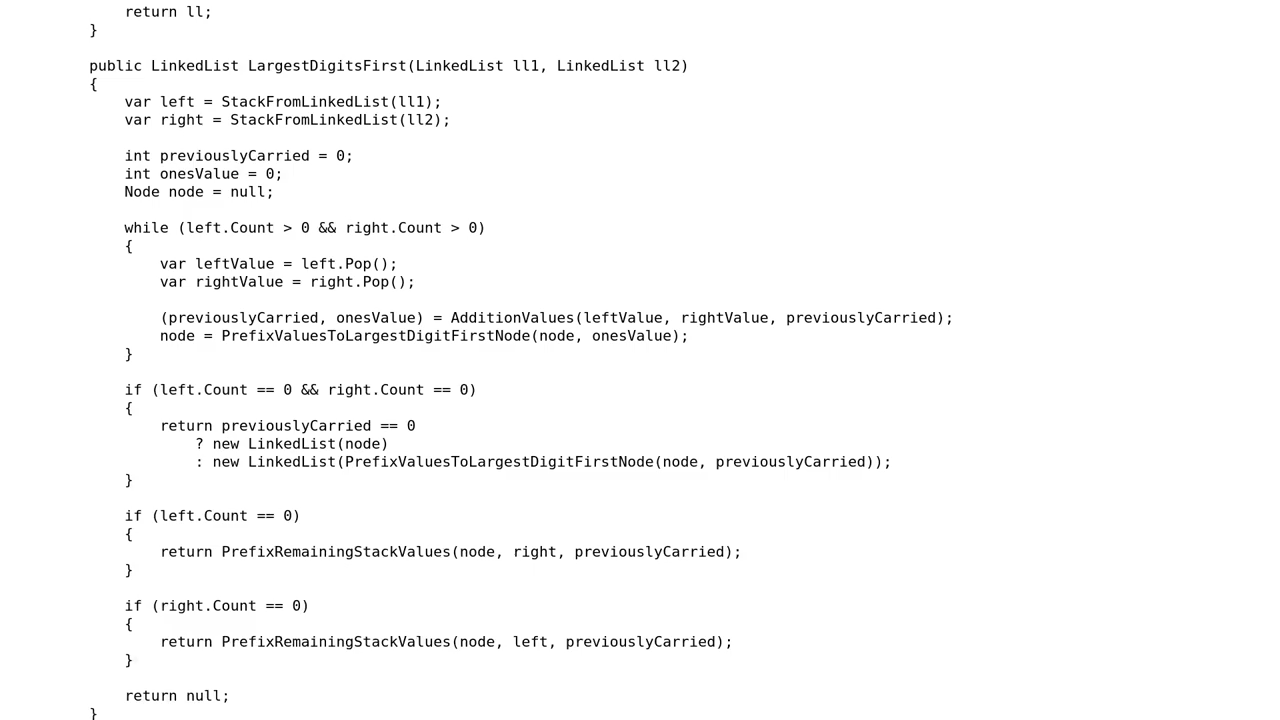 return ll;
}
public LinkedList LargestDigitsFirst(LinkedList ll1, LinkedList ll2)
{
var left = StackFromLinkedList(ll1);
var right = StackFromLinkedList(ll2);
int previouslyCarried = 0;
int onesValue = 0;
Node node = null;
while (left.Count > 0 && right.Count > 0)
{
var leftValue = left.Pop();
var rightValue = right.Pop();
(previouslyCarried, onesValue) = AdditionValues(leftValue, rightValue, previouslyCarried);
node = PrefixValuesToLargestDigitFirstNode(node, onesValue);
}
if (left.Count == 0 && right.Count == 0)
{
return previouslyCarried == 0
? new LinkedList(node)
: new LinkedList(PrefixValuesToLargestDigitFirstNode(node, previouslyCarried));
}
if (left.Count == 0)
{
return PrefixRemainingStackValues(node, right, previouslyCarried);
}
if (right.Count == 0)
{
return PrefixRemainingStackValues(node, left, previouslyCarried);
}
return null;
}